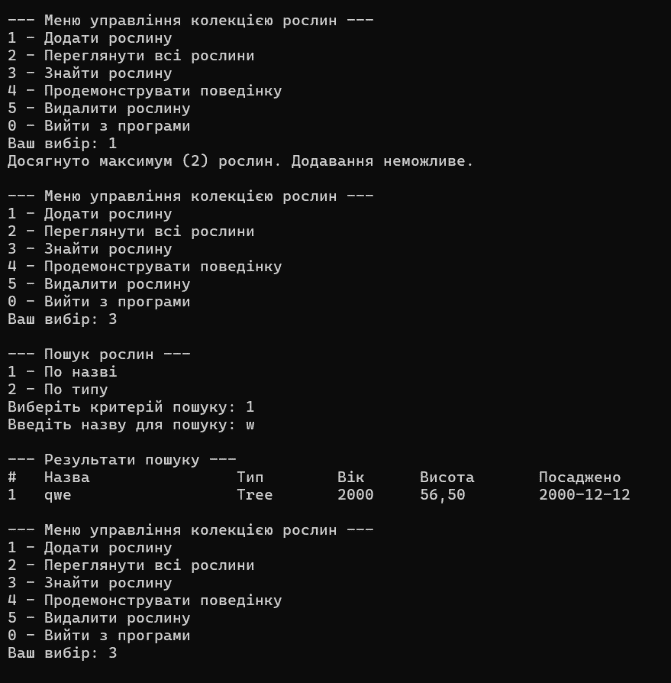 --- Меню управління колекцією рослин ---
1 - Додати рослину
2 - Переглянути всі рослини
3 - Знайти рослину
4 - Продемонструвати поведінку
5 - Видалити рослину
0 - Вийти з програми
Ваш вибір: 1
Досягнуто максимум (2) рослин. Додавання неможливе.
--- Меню управління колекцією рослин ---
1 - Додати рослину
2 - Переглянути всі рослини
3 - Знайти рослину
4 - Продемонструвати поведінку
5 - Видалити рослину
0 - Вийти з програми
Ваш вибір: 3
--- Пошук рослин ---
1 - По назві
2 - По типу
Виберіть критерій пошуку: 1
Введіть назву для пошуку: w
--- Результати пошуку ---
# Назва Тип Вік Висота Посаджено
1 qwe Tree 2000 56,50 2000-12-12
--- Меню управління колекцією рослин ---
1 - Додати рослину
2 - Переглянути всі рослини
3 - Знайти рослину
4 - Продемонструвати поведінку
5 - Видалити рослину
0 - Вийти з програми
Ваш вибір: 3